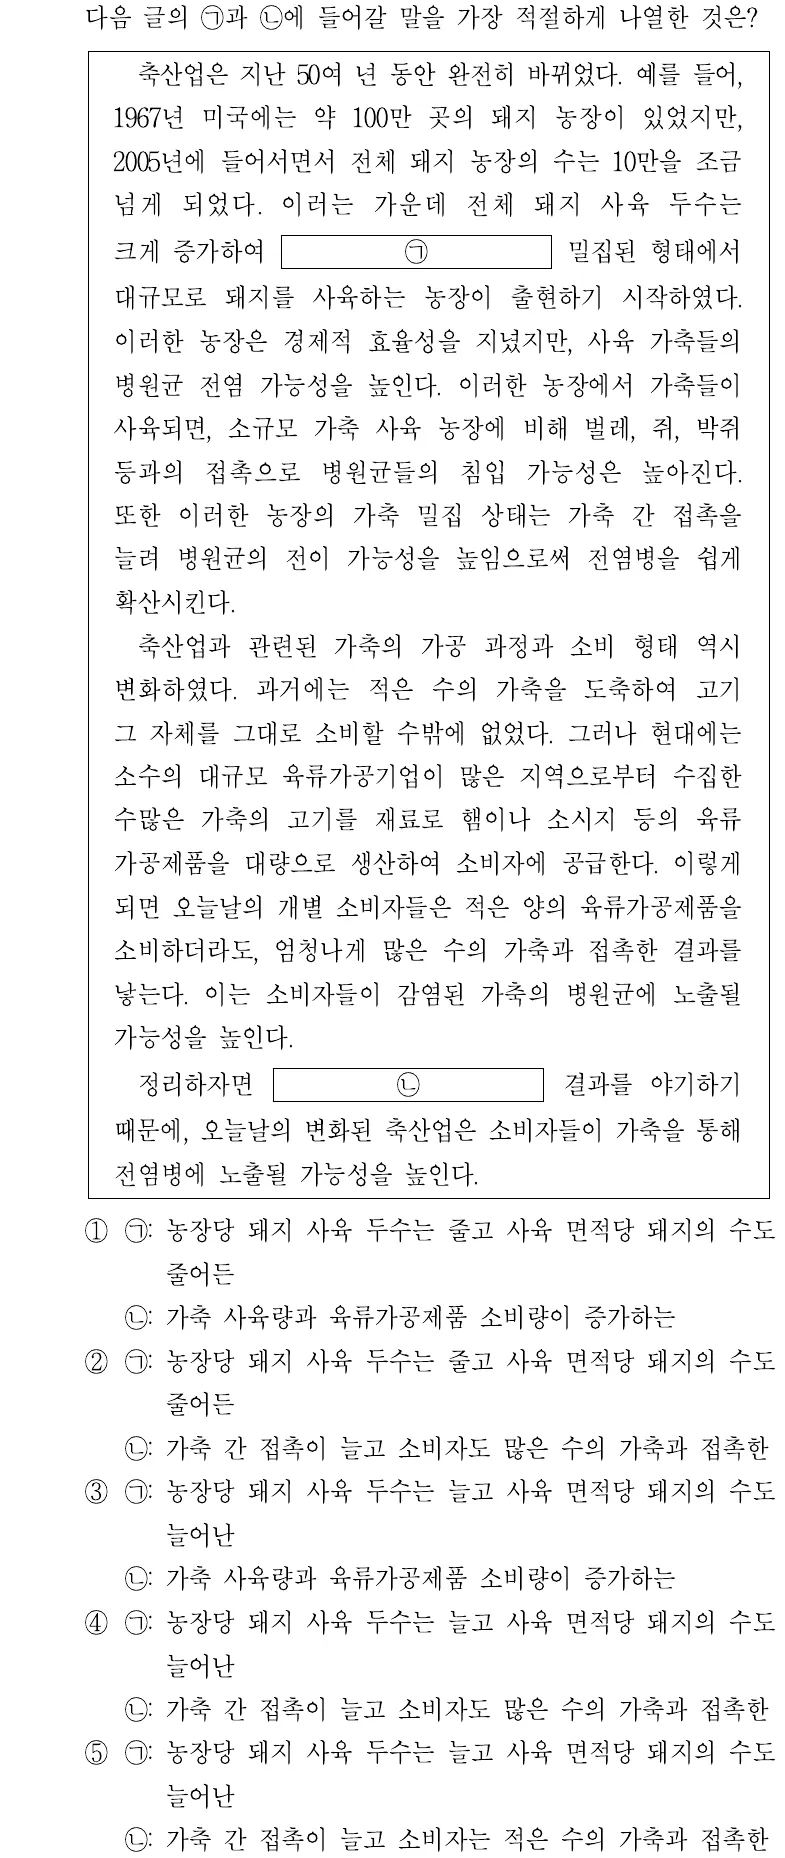 다음 글의 ㉠과 ㉡에 들어갈 말을 가장 적절하게 나열한 것은?
축산업은 지난 50여 년 동안 완전히 바뀌었다. 예를 들어,
1967년 미국에는 약 100만 곳의 돼지 농장이 있었지만,
2005년에 들어서면서 전체 돼지 농장의 수는 10만을 조금
넘게 되었다. 이러는 가운데 전체 돼지 사육 두수는
크게 증가하여 ㉠ 밀집된 형태에서
대규모로 돼지를 사육하는 농장이 출현하기 시작하였다.
이러한 농장은 경제적 효율성을 지녔지만, 사육 가축들의
병원균 전염 가능성을 높인다. 이러한 농장에서 가축들이
사육되면, 소규모 가축 사육 농장에 비해 벌레, 쥐, 박쥐
등과의 접촉으로 병원균들의 침입 가능성은 높아진다.
또한 이러한 농장의 가축 밀집 상태는 가축 간 접촉을
늘려 병원균의 전이 가능성을 높임으로써 전염병을 쉽게
확산시킨다.
축산업과 관련된 가축의 가공 과정과 소비 형태 역시
변화하였다. 과거에는 적은 수의 가축을 도축하여 고기
그 자체를 그대로 소비할 수밖에 없었다. 그러나 현대에는
소수의 대규모 육류가공기업이 많은 지역으로부터 수집한
수많은 가축의 고기를 재료로 햄이나 소시지 등의 육류
가공제품을 대량으로 생산하여 소비자에 공급한다. 이렇게
되면 오늘날의 개별 소비자들은 적은 양의 육류가공제품을
소비하더라도, 엄청나게 많은 수의 가축과 접촉한 결과를
낳는다. 이는 소비자들이 감염된 가축의 병원균에 노출될
가능성을 높인다.
정리하자면 ㉡ 결과를 야기하기
때문에, 오늘날의 변화된 축산업은 소비자들이 가축을 통해
전염병에 노출될 가능성을 높인다.
① ㉠: 농장당 돼지 사육 두수는 줄고 사육 면적당 돼지의 수도
줄어든
㉡: 가축 사육량과 육류가공제품 소비량이 증가하는
② ㉠: 농장당 돼지 사육 두수는 줄고 사육 면적당 돼지의 수도
줄어든
㉡: 가축 간 접촉이 늘고 소비자도 많은 수의 가축과 접촉한
③ ㉠: 농장당 돼지 사육 두수는 늘고 사육 면적당 돼지의 수도
늘어난
㉡: 가축 사육량과 육류가공제품 소비량이 증가하는
④ ㉠: 농장당 돼지 사육 두수는 늘고 사육 면적당 돼지의 수도
늘어난
㉡: 가축 간 접촉이 늘고 소비자도 많은 수의 가축과 접촉한
⑤ ㉠: 농장당 돼지 사육 두수는 늘고 사육 면적당 돼지의 수도
늘어난
㉡: 가축 간 접촉이 늘고 소비자는 적은 수의 가축과 접촉한